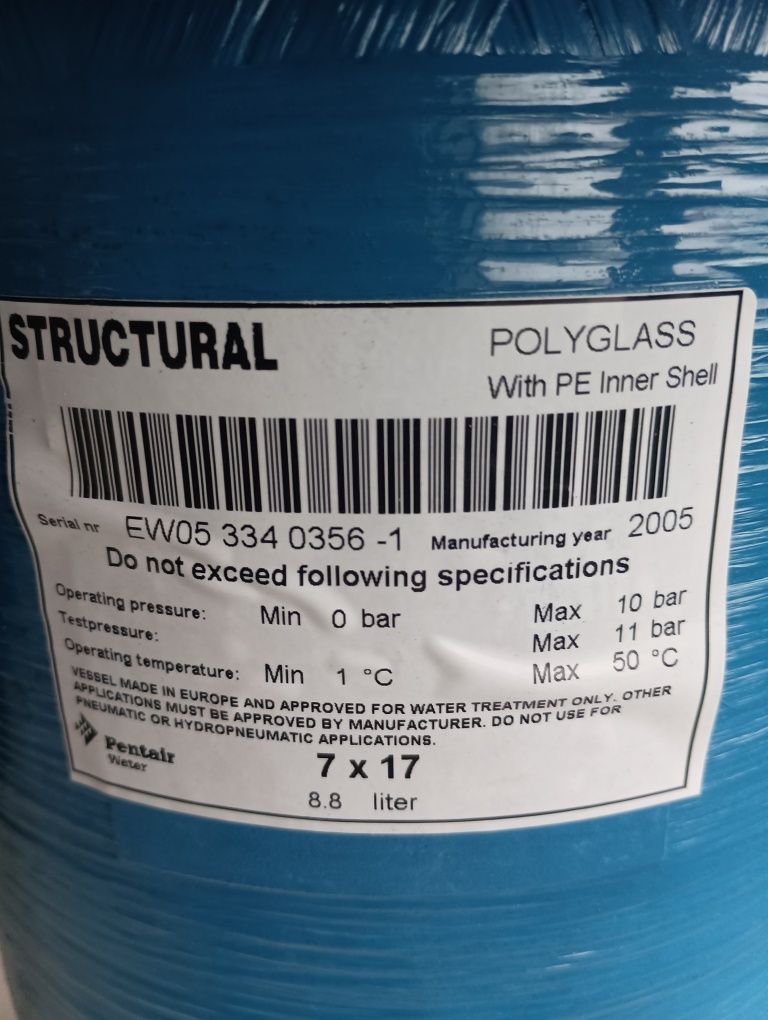 STRUCTURAL
POLYGLASS
With PE Inner Shell
Serial nr EW05 334 0356 -1 Manufacturing year 2005
Do not exceed following specifications
Operating pressure: Min 0 bar Max 10 bar
Testpressure: Max 11 bar
Operating temperature: Min 1 °C Max 50 °C
VESSEL MADE IN EUROPE AND APPROVED FOR WATER TREATMENT ONLY. OTHER
APPLICATIONS MUST BE APPROVED BY MANUFACTURER. DO NOT USE FOR
PNEUMATIC OR HYDROPNEUMATIC APPLICATIONS.
Pentair
Water
7 x 17
8.8 liter